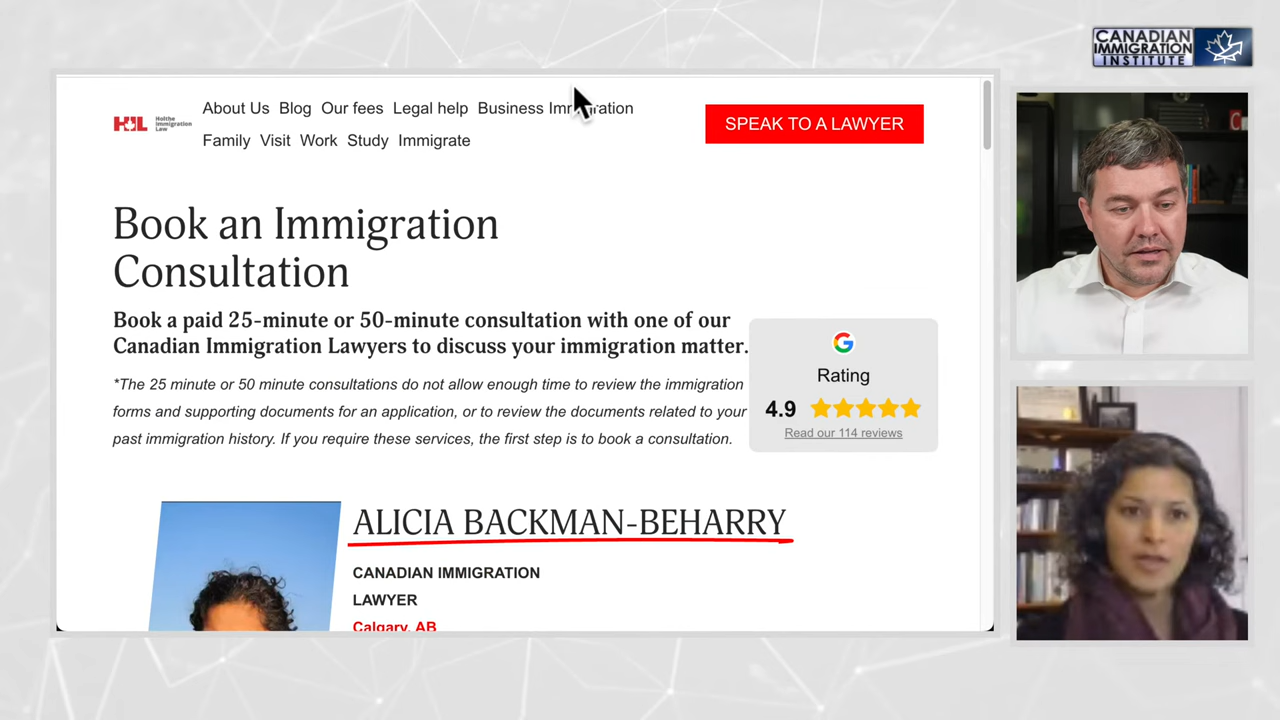 CANADIAN
IMMIGRATION
INSTITUTE
About Us Blog Our fees Legal help Business Immigration
HIL Holthe
Immigration
Law
SPEAK TO A LAWYER
Family Visit Work Study Immigrate
Book an Immigration
Consultation
Book a paid 25-minute or 50-minute consultation with one of our
Canadian Immigration Lawyers to discuss your immigration matter.
*The 25 minute or 50 minute consultations do not allow enough time to review the immigration
forms and supporting documents for an application, or to review the documents related to your
past immigration history. If you require these services, the first step is to book a consultation.
G
Rating
4.9
Read our 114 reviews
ALICIA BACKMAN-BEHARRY
CANADIAN IMMIGRATION
LAWYER
Calgary, AB